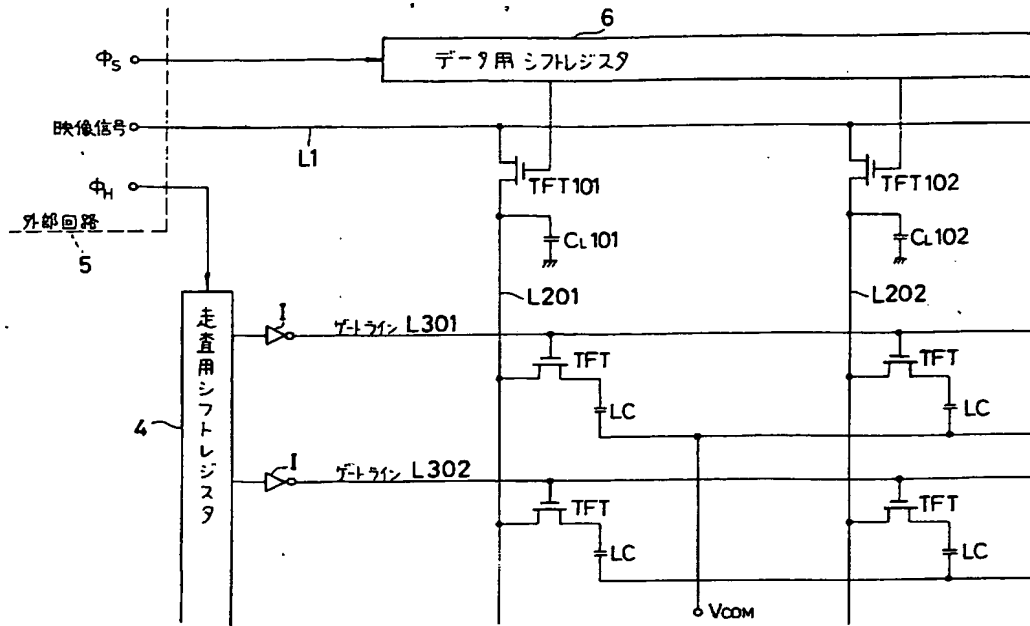 6
ΦS
データ用 シフトレジスタ
映像信号
L1
TFT101
TFT102
ΦH
外部回路
5
CL101
CL102
L201
L202
走査用シフトレジスタ
I
ゲートライン L301
TFT
TFT
LC
LC
4
I
ゲートライン L302
TFT
TFT
LC
LC
VCOM